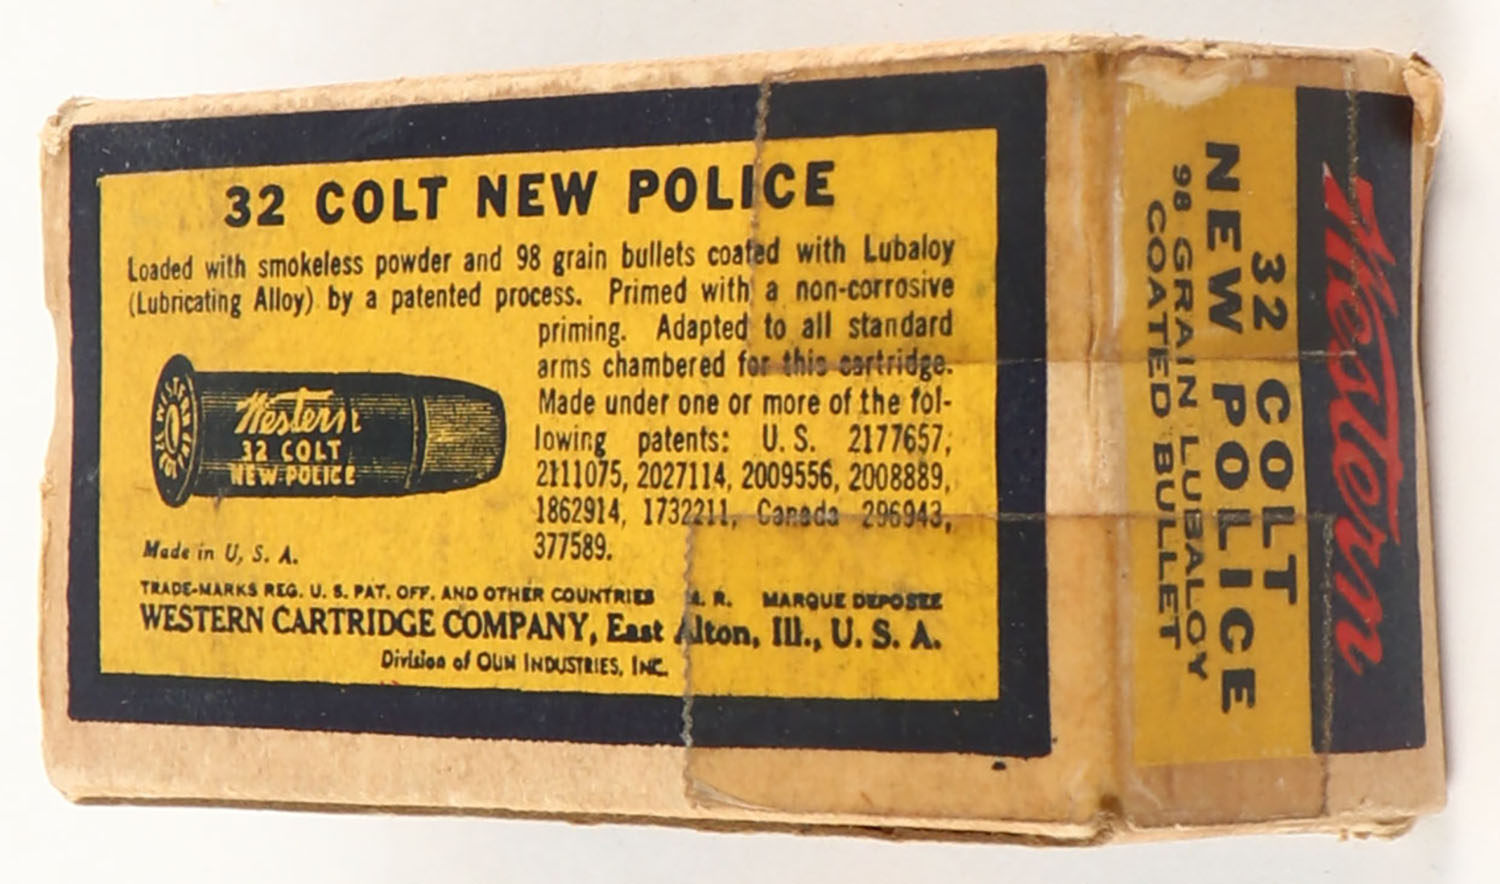 32 COLT NEW POLICE
Loaded with smokeless powder and 98 grain bullets coated with Lubaloy
(Lubricating Alloy) by a patented process. Primed with a non-corrosive
priming. Adapted to all standard
arms chambered for this cartridge.
Made under one or more of the fol-
lowing patents: U. S. 2177657,
2111075, 2027114, 2009556, 2008889,
1862914, 1732211, Canada 296943,
377589.
Western
32 COLT
NEW POLICE
Made in U. S. A.
TRADE-MARKS REG. U. S. PAT. OFF. AND OTHER COUNTRIES M. R. MARQUE DEPOSEE
WESTERN CARTRIDGE COMPANY, East Alton, Ill., U. S. A.
Division of OLIN INDUSTRIES, INC.
Western
32 COLT
NEW POLICE
98 GRAIN LUBALOY
COATED BULLET